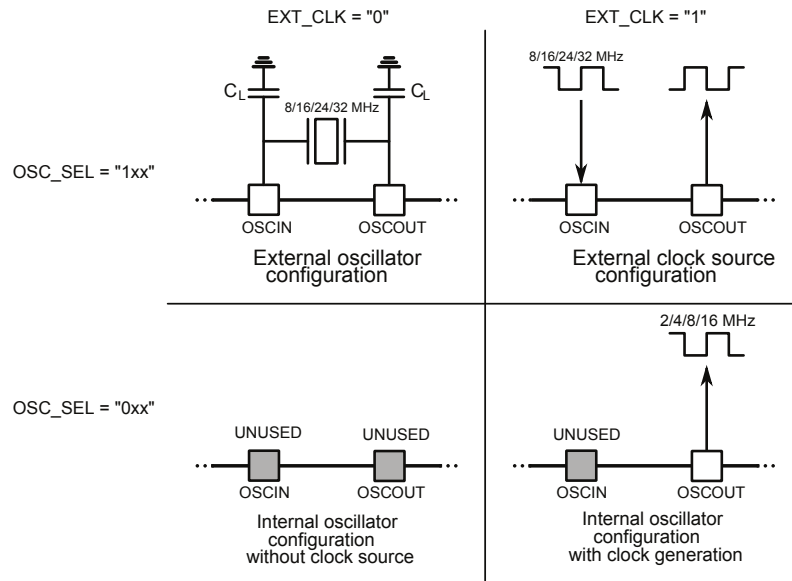 EXT_CLK = "0"
EXT_CLK = "1"
OSC_SEL = "1xx"
CL
CL
8/16/24/32 MHz
OSCIN
OSCOUT
External oscillator
configuration
8/16/24/32 MHz
OSCIN
OSCOUT
External clock source
configuration
OSC_SEL = "0xx"
UNUSED
UNUSED
OSCIN
OSCOUT
Internal oscillator
configuration
without clock source
2/4/8/16 MHz
UNUSED
OSCIN
OSCOUT
Internal oscillator
configuration
with clock generation